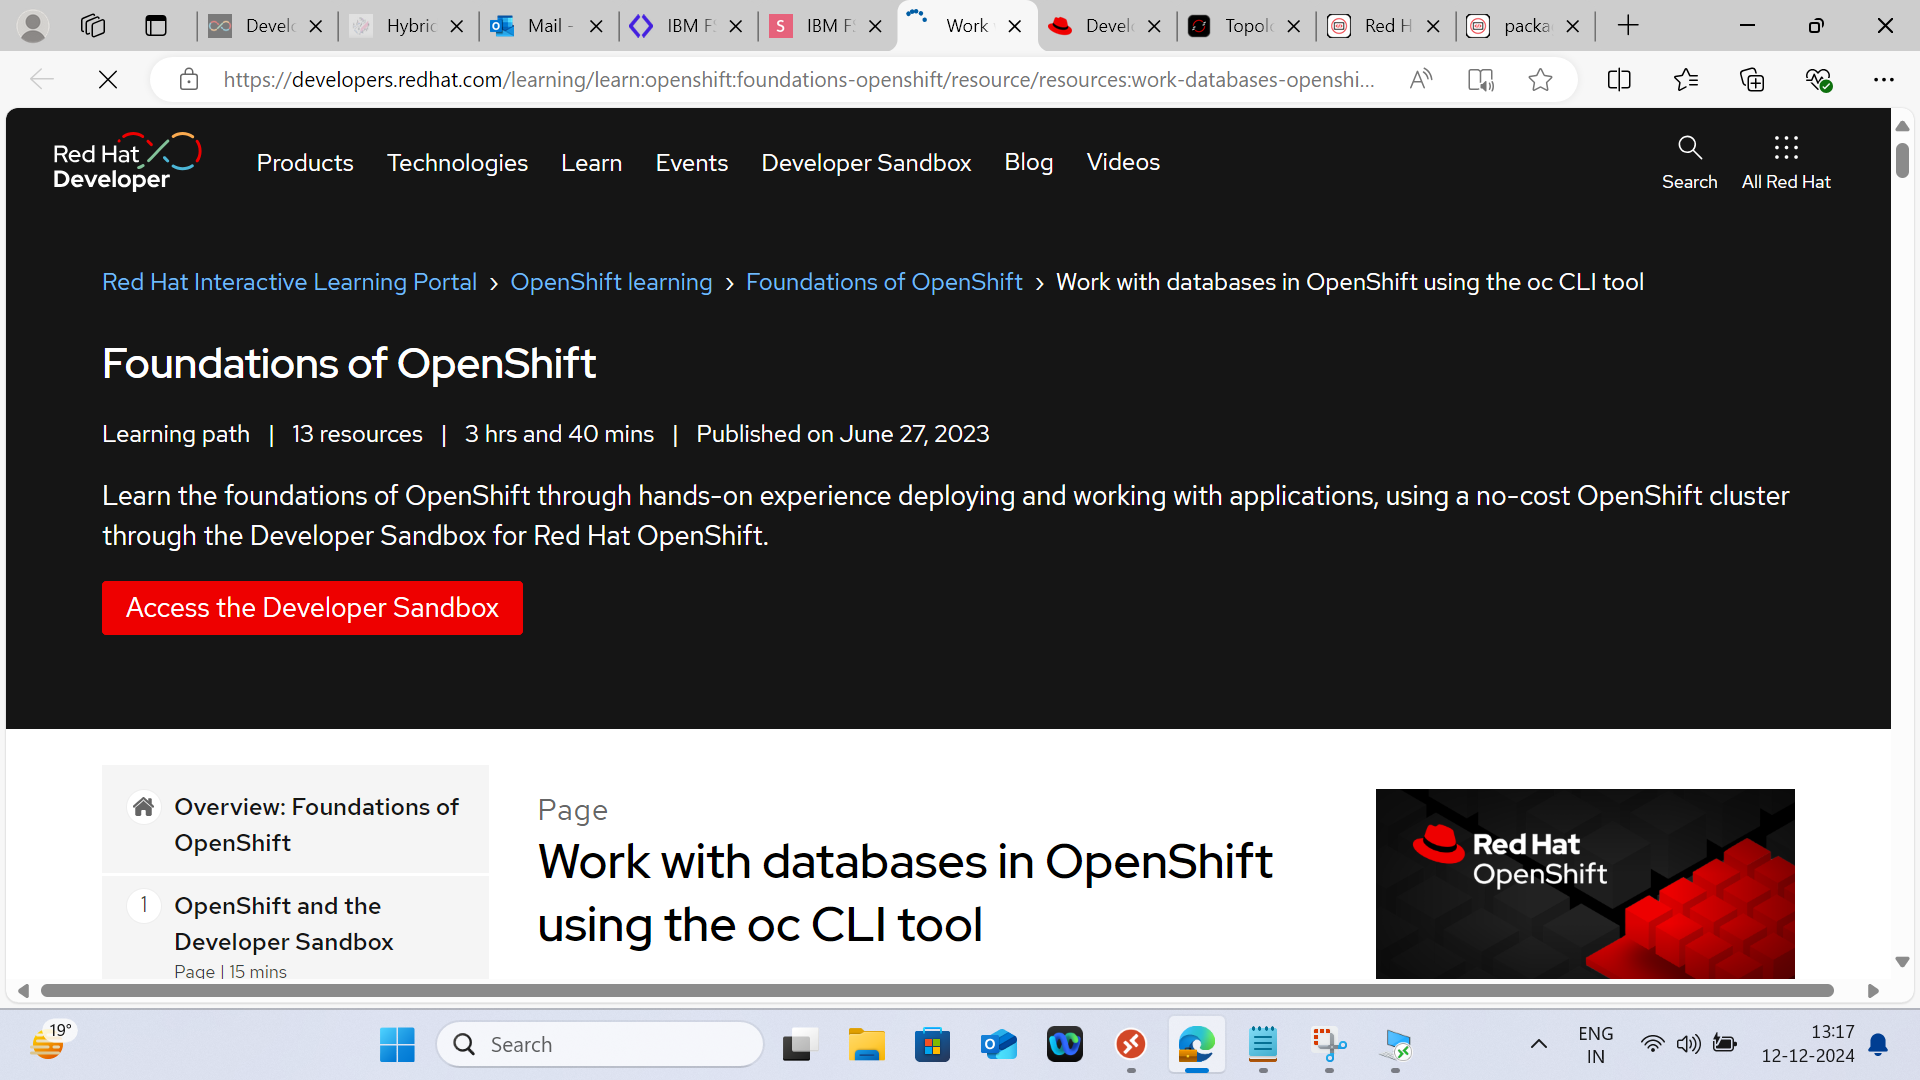 Develo
Hybric
Mail -
IBM FS
S
IBM FS
Work
Develo
Topolo
Red H
packa
https://developers.redhat.com/learning/learn:openshift:foundations-openshift/resource/resources:work-databases-openshi...
Red Hat
Developer
Products
Technologies
Learn
Events
Developer Sandbox
Blog
Videos
Search
All Red Hat
Red Hat Interactive Learning Portal › OpenShift learning › Foundations of OpenShift › Work with databases in OpenShift using the oc CLI tool
Foundations of OpenShift
Learning path | 13 resources | 3 hrs and 40 mins | Published on June 27, 2023
Learn the foundations of OpenShift through hands-on experience deploying and working with applications, using a no-cost OpenShift cluster
through the Developer Sandbox for Red Hat OpenShift.
Access the Developer Sandbox
Overview: Foundations of
OpenShift
1
OpenShift and the
Developer Sandbox
Page | 15 mins
Page
Work with databases in OpenShift
using the oc CLI tool
Red Hat
OpenShift
19°
Search
ENG
IN
13:17
12-12-2024